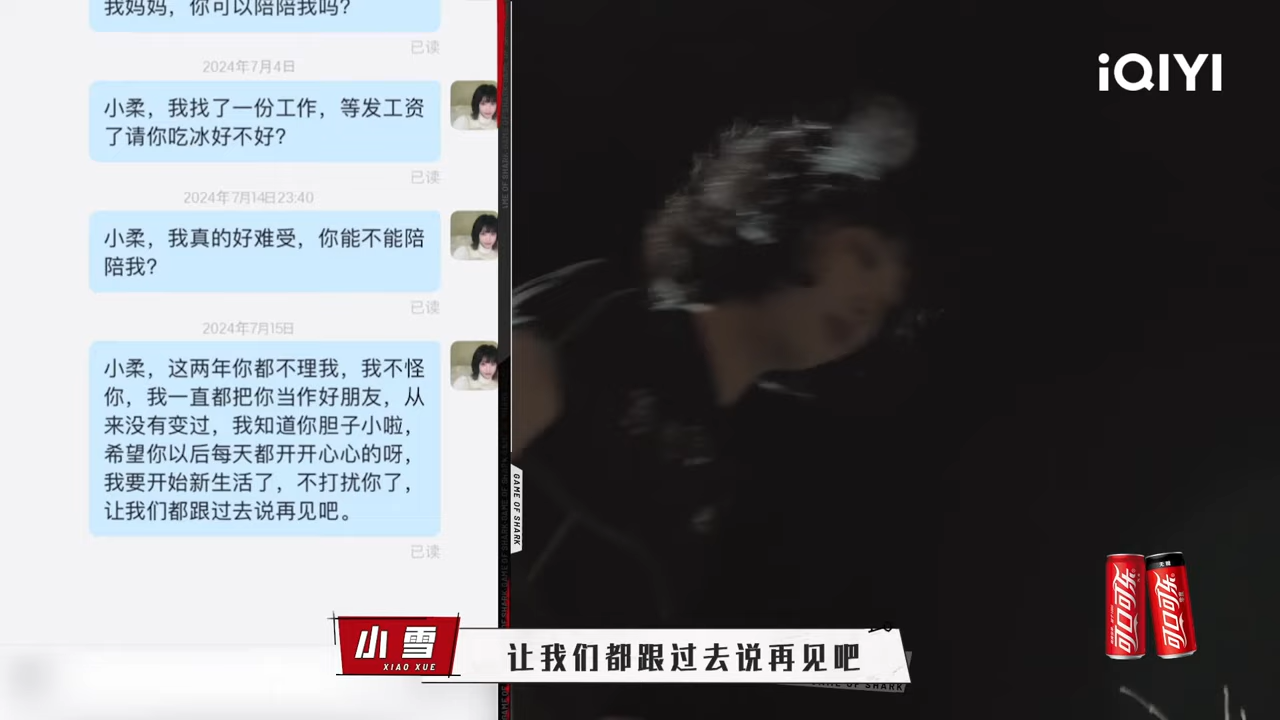 我妈妈，你可以陪陪我吗？
已读
2024年7月4日
小柔，我找了一份工作，等发工资
了请你吃冰好不好？
已读
2024年7月14日23:40
小柔，我真的好难受，你能不能陪
陪我？
已读
2024年7月15日
小柔，这两年你都不理我，我不怪
你，我一直都把你当作好朋友，从
来没有变过，我知道你胆子小啦，
希望你以后每天都开开心心的呀，
我要开始新生活了，不打扰你了，
让我们都跟过去说再见吧。
已读
iQIYI
GAME OF SHARK
可口可乐
可口可乐
无糖
小雪
XIAO XUE
让我们都跟过去说再见吧